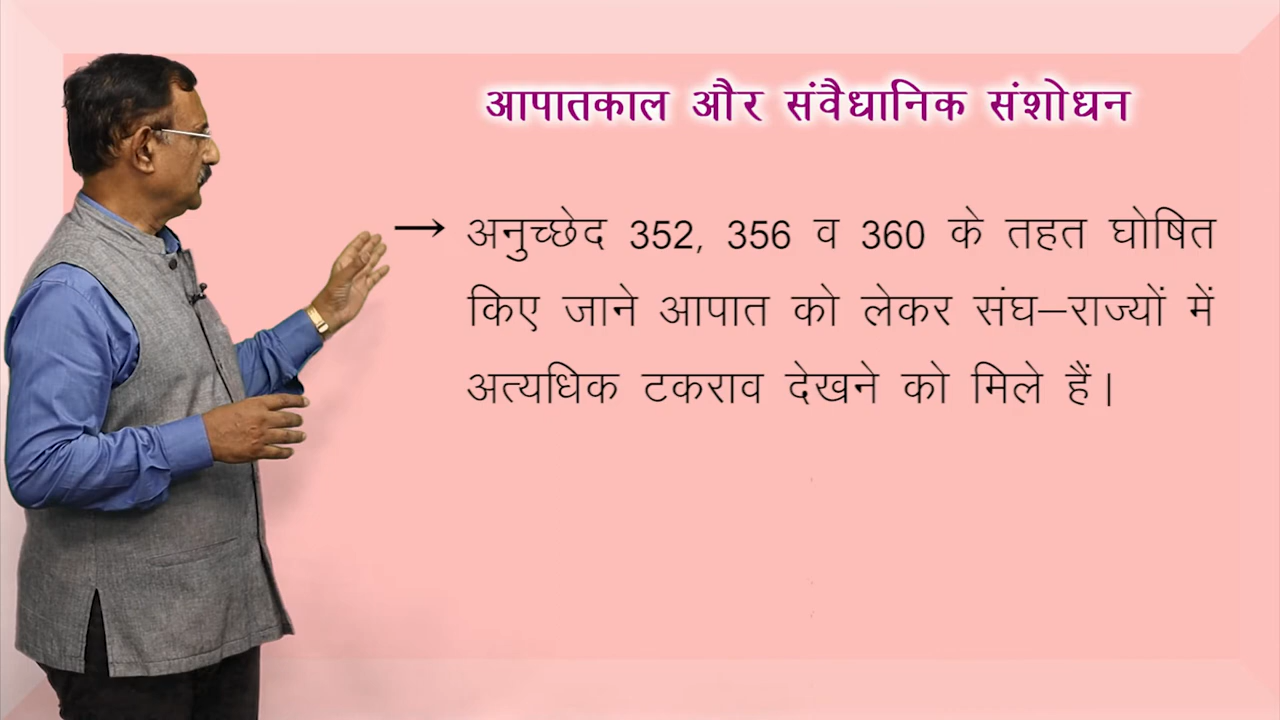 आपातकाल और संवैधानिक संशोधन
→ अनुच्छेद 352, 356 व 360 के तहत घोषित
किए जाने आपात को लेकर संघ–राज्यों में
अत्यधिक टकराव देखने को मिले हैं।